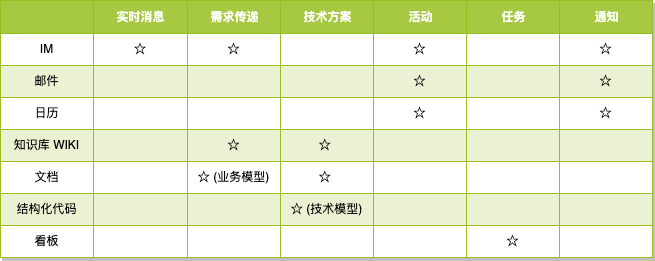 实时消息 需求传递 技术方案 活动 任务 通知
IM ☆ ☆ ☆ ☆
邮件 ☆ ☆
日历 ☆ ☆
知识库 WIKI ☆ ☆
文档 ☆ (业务模型) ☆
结构化代码 ☆ (技术模型)
看板 ☆